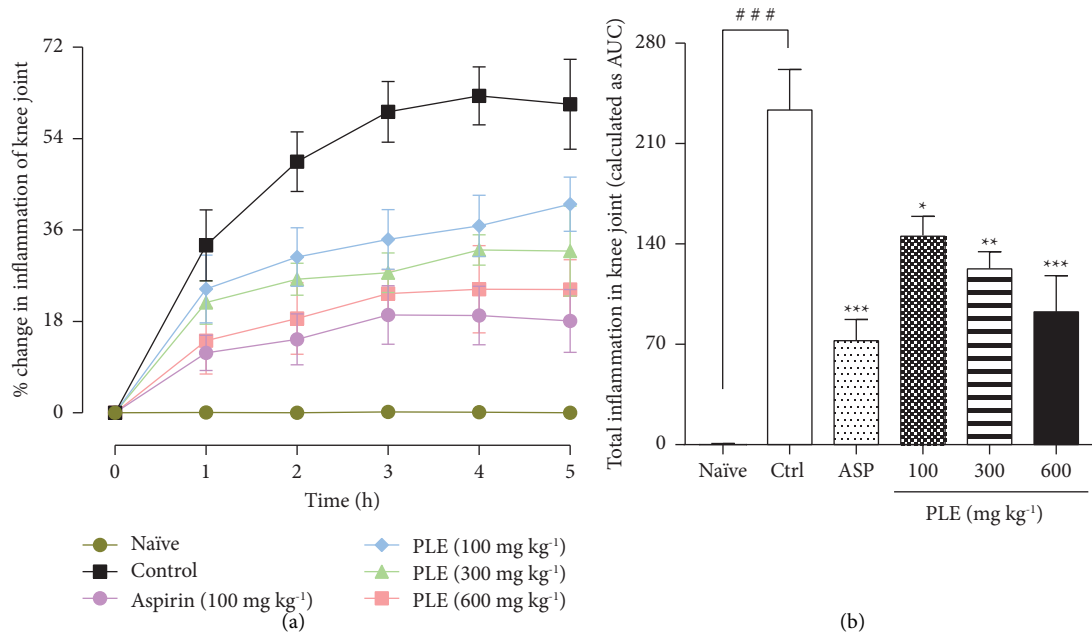 % change in inflammation of knee joint
72
54
36
18
0
0 1 2 3 4 5
Time (h)
Naïve
Control
Aspirin (100 mg kg⁻¹)
PLE (100 mg kg⁻¹)
PLE (300 mg kg⁻¹)
PLE (600 mg kg⁻¹)
(a)
Total inflammation in knee joint (calculated as AUC)
280
210
140
70
0
# # #
***
*
**
***
Naïve Ctrl ASP 100 300 600
PLE (mg kg⁻¹)
(b)